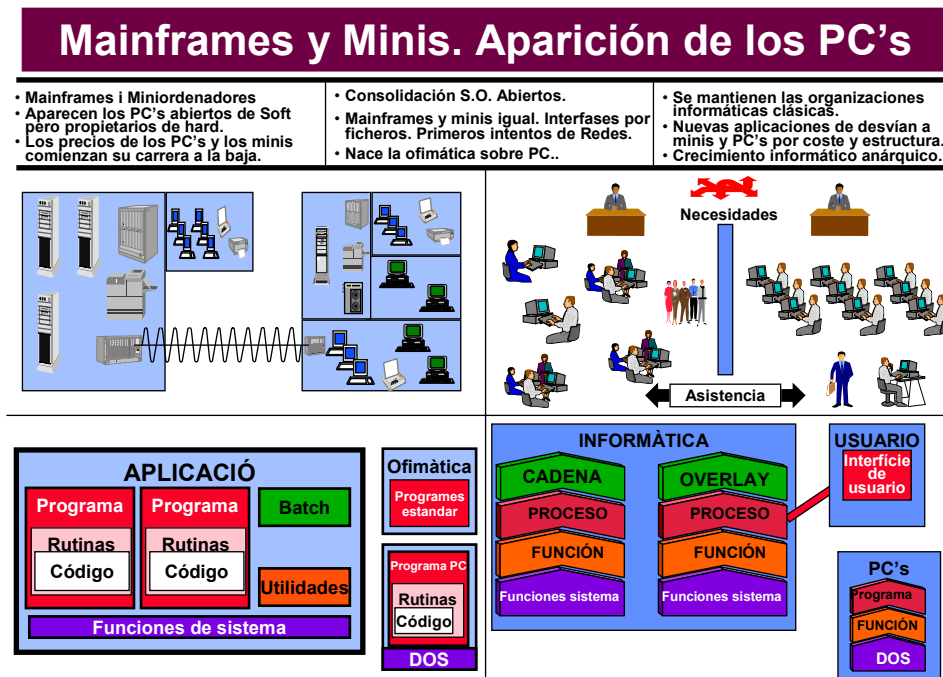 Mainframes y Minis. Aparición de los PC’s
• Mainframes i Miniordenadores
• Aparecen los PC’s abiertos de Soft
pero propietarios de hard.
• Los precios de los PC’s y los minis
comienzan su carrera a la baja.
• Consolidación S.O. Abiertos.
• Mainframes y minis igual. Interfases por
ficheros. Primeros intentos de Redes.
• Nace la ofimática sobre PC..
• Se mantienen las organizaciones
informáticas clásicas.
• Nuevas aplicaciones de desvían a
minis y PC’s por coste y estructura.
• Crecimiento informático anárquico.
Necesidades
Asistencia
APLICACIÓ
Programa
Rutinas
Código
Programa
Rutinas
Código
Batch
Utilidades
Funciones de sistema
Ofimàtica
Programes
estandar
Programa PC
Rutinas
Código
DOS
INFORMÀTICA
CADENA
PROCESO
FUNCIÓN
Funciones sistema
OVERLAY
PROCESO
FUNCIÓN
Funciones sistema
USUARIO
Interfície
de
usuario
PC’s
Programa
FUNCIÓN
DOS